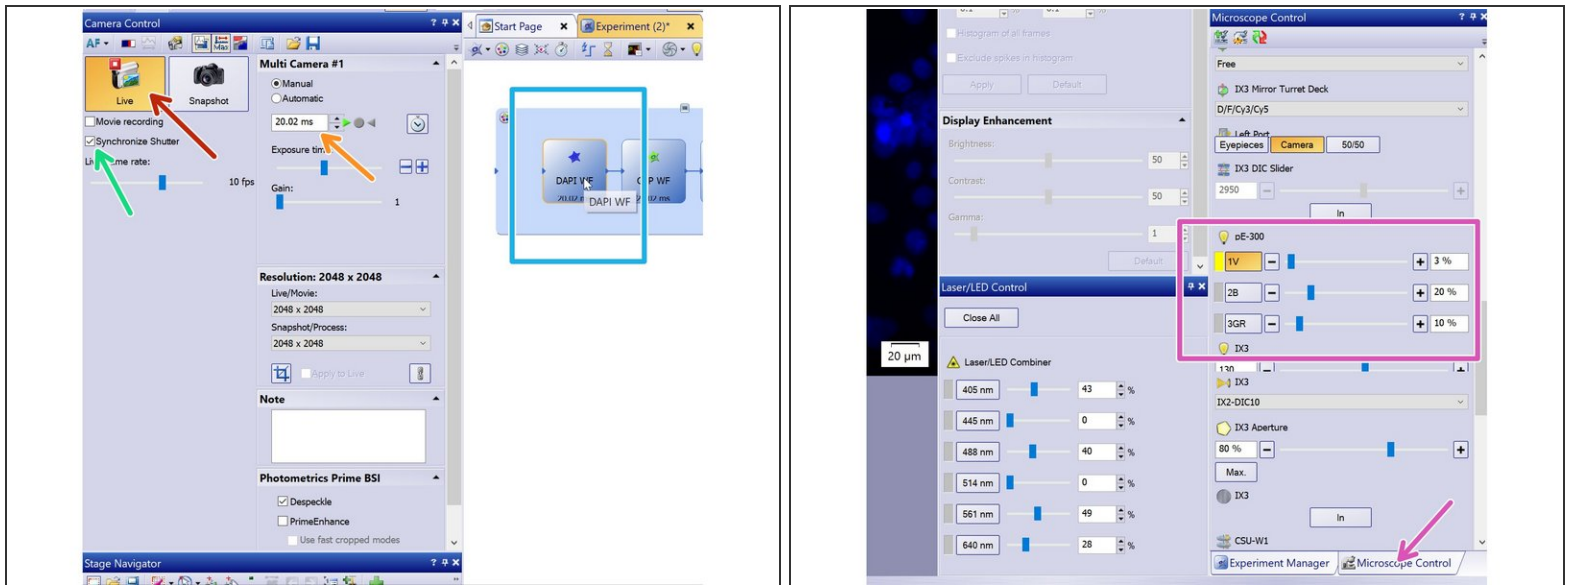 Camera Control
AF
Live
Snapshot
Movie recording
Synchronize Shutter
10 fps
Multi Camera #1
Manual
Automatic
20.02 ms
Exposure
Gain:
1
Resolution: 2048 x 2048
Live/Movie:
2048 x 2048
Snapshot/Process:
2048 x 2048
Apply to Live
Note
Photometrics Prime BSI
Despeckle
PrimeEnhance
Use fast cropped modes
Stage Navigator
Start Page
Experiment (2)*
DAPI WF
WF
DAPI WF
ms
Histogram of all frames
Exclude spikes in histogram
Apply
Default
Display Enhancement
Brightness:
50
Contrast:
50
Gamma:
1
Default
20 µm
Laser/LED Control
Close All
Laser/LED Combiner
405 nm 43 %
445 nm 0 %
488 nm 40 %
514 nm 0 %
561 nm 49 %
640 nm 28 %
Microscope Control
Free
IX3 Mirror Turret Deck
D/F/Cy3/Cy5
Left Port
Eyepieces Camera 50/50
IX3 DIC Slider
2950
In
pE-300
1V 3 %
2B 20 %
3GR 10 %
IX3
130
IX3
IX2-DIC10
IX3 Aperture
80 %
Max.
IX3
In
CSU-W1
Experiment Manager
Microscope Control